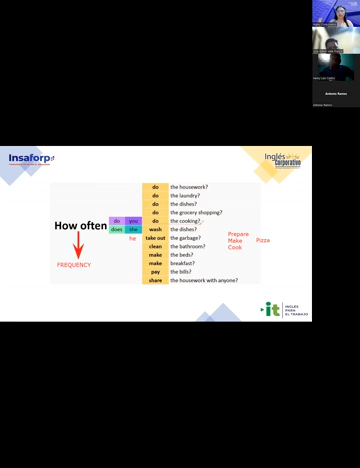 Insaforp
Inglés
Corporativo
do the housework?
do the laundry?
do the dishes?
do the grocery shopping?
How often do you do the cooking?
does she wash the dishes?
he take out the garbage?
clean the bathroom?
make the beds?
make breakfast?
pay the bills?
share the housework with anyone?
FREQUENCY
Prepare
Make
Cook
Pizza
it INGLÉS
PARA
EL TRABAJO